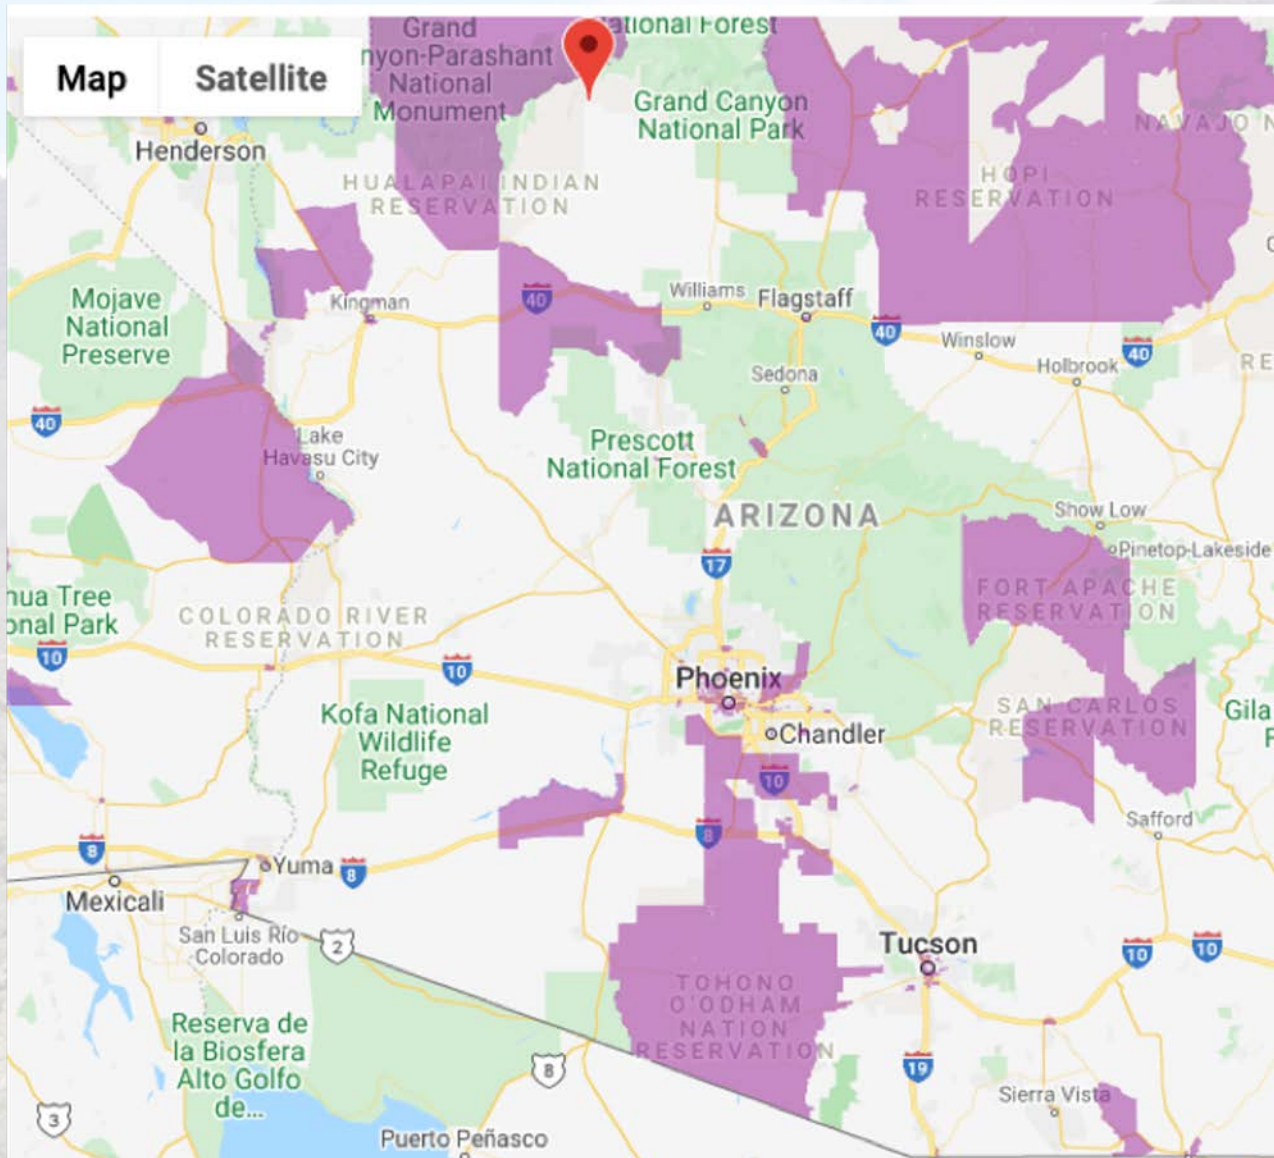 Map
Satellite
Grand
nyon-Parashant
National
Monument
ational Forest
Grand Canyon
National Park
Henderson
HUALAPAI INDIAN
RESERVATION
HOPI
RESERVATION
NAVAJO N
Mojave
National
Preserve
Kingman
40
Williams
Flagstaff
40
Winslow
Holbrook
40
RE
Sedona
40
Lake
Havasu City
Prescott
National Forest
ARIZONA
Show Low
Pinetop-Lakeside
17
FORT APACHE
RESERVATION
hua Tree
onal Park
COLORADO RIVER
RESERVATION
10
10
Phoenix
Chandler
SAN CARLOS
RESERVATION
Gila
F
Kofa National
Wildlife
Refuge
10
8
Safford
8
Yuma
8
Mexicali
San Luis Río
Colorado
2
Tucson
10
10
TOHONO
O'ODHAM
NATION
RESERVATION
Reserva de
la Biosfera
Alto Golfo
de...
8
19
Sierra Vista
3
Puerto Peñasco